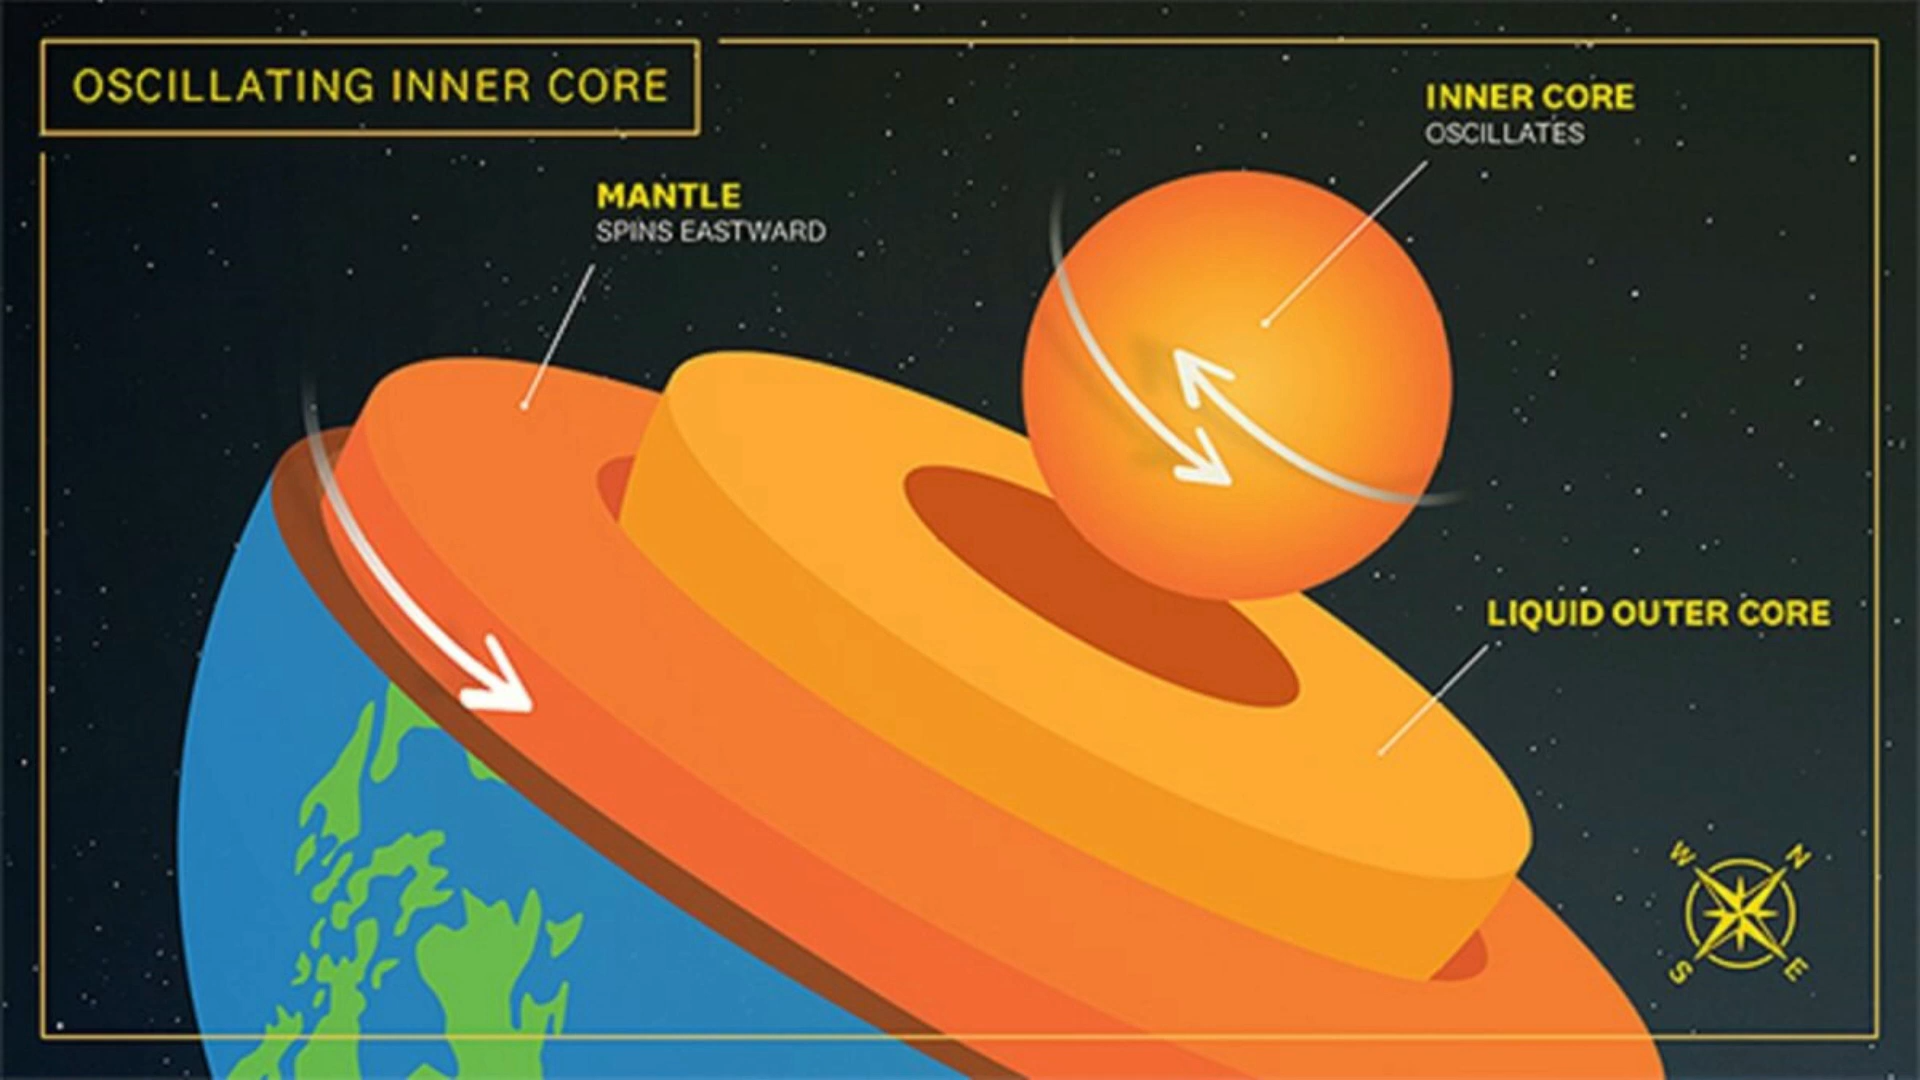 OSCILLATING INNER CORE
INNER CORE
OSCILLATES
MANTLE
SPINS EASTWARD
LIQUID OUTER CORE
W
N
S
E